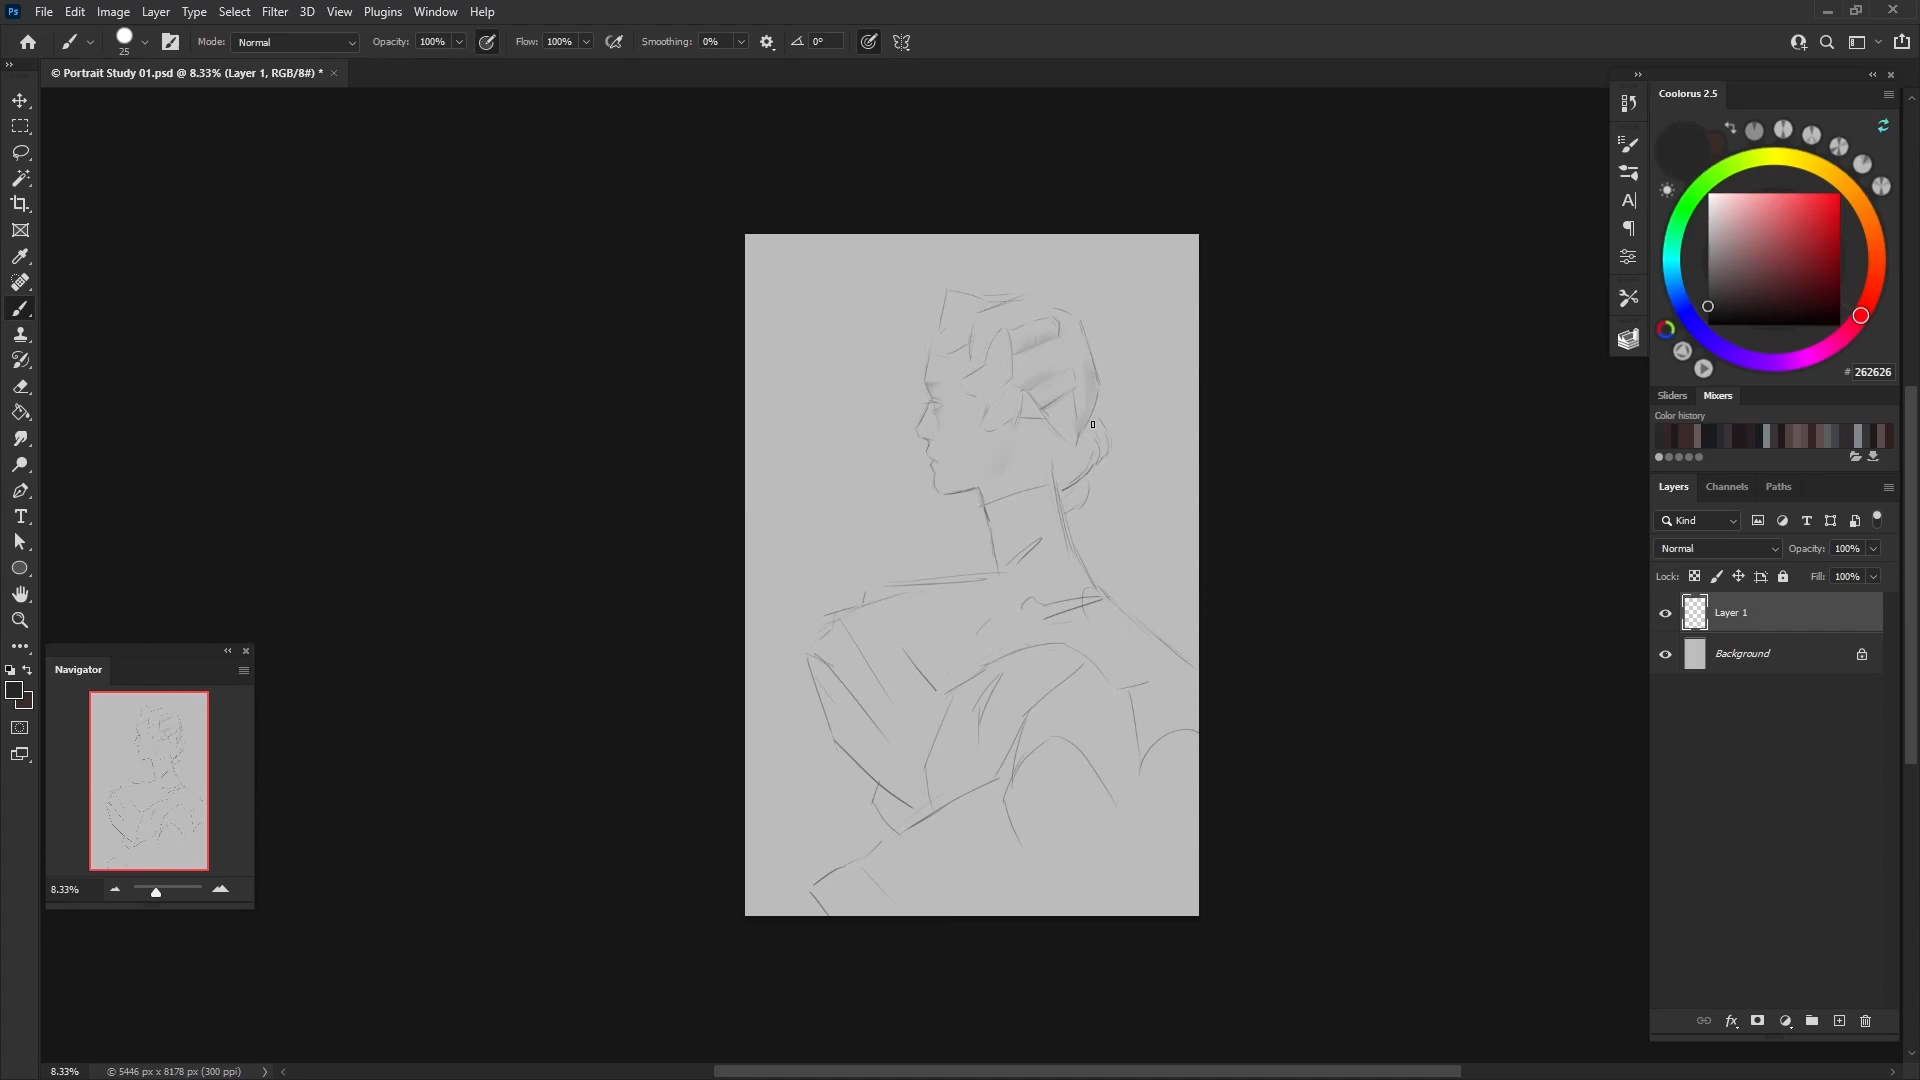 Ps File Edit Image Layer Type Select Filter 3D View Plugins Window Help
25 Mode: Normal Opacity: 100% Flow: 100% Smoothing: 0% 0°
© Portrait Study 01.psd @ 8.33% (Layer 1, RGB/8#) * ×
Coolorus 2.5
# 262626
Sliders Mixers
Color history
Layers Channels Paths
Kind
Normal Opacity: 100%
Lock: Fill: 100%
Layer 1
Background
Navigator
8.33%
8.33% © 5446 px x 8178 px (300 ppi)